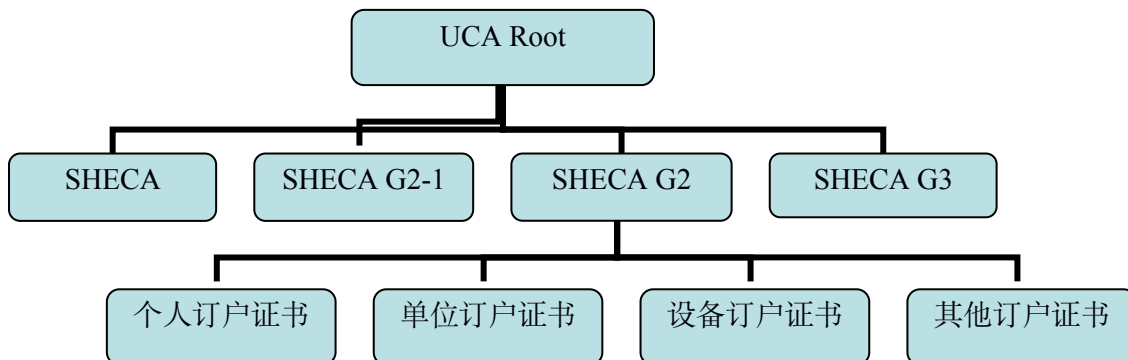 UCA Root
SHECA
SHECA G2-1
SHECA G2
SHECA G3
个人订户证书
单位订户证书
设备订户证书
其他订户证书